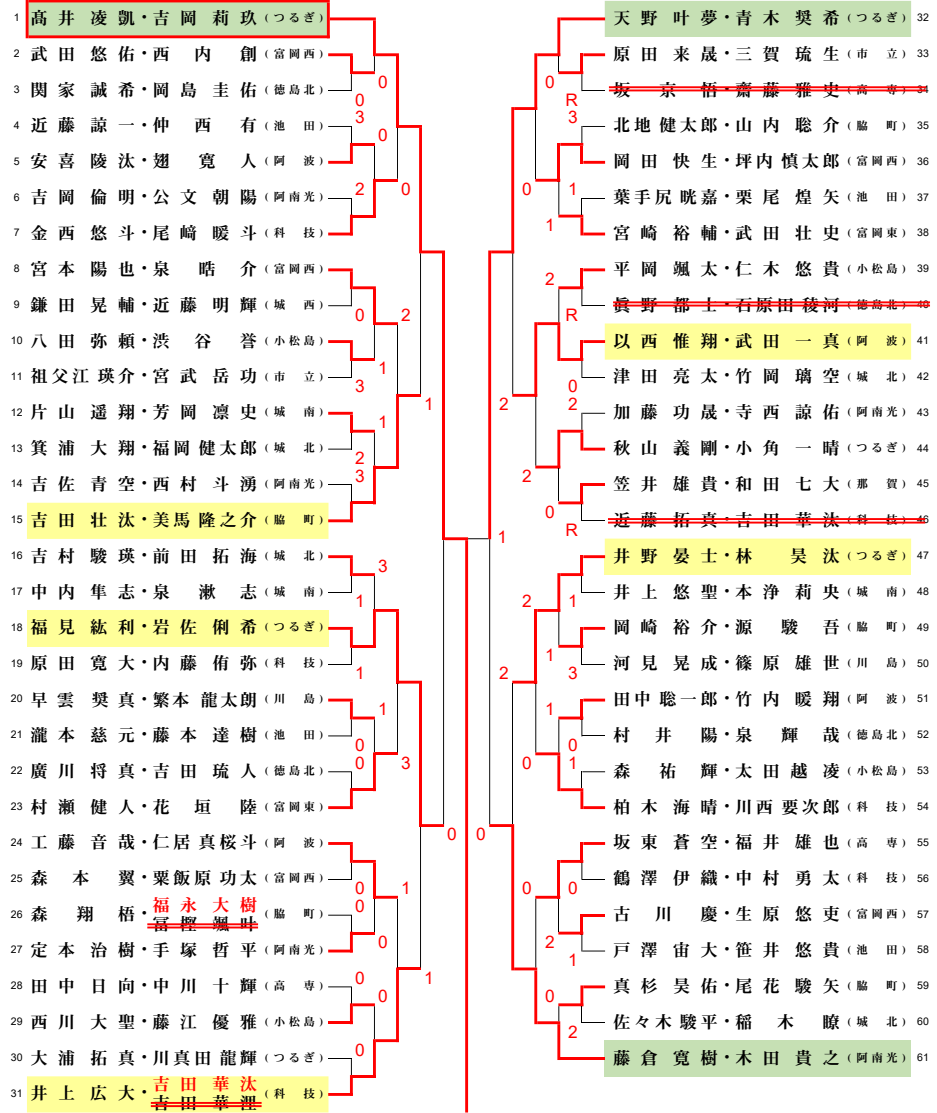 1 髙井凌凱・吉岡莉玖（つるぎ）
2 武田悠佑・西内創（富岡西）
3 関家誠希・岡島圭佑（徳島北）
4 近藤諒一・仲西有（池田）
5 安喜陵汰・翅寛人（阿波）
6 吉岡倫明・公文朝陽（阿南光）
7 金西悠斗・尾﨑暖斗（科技）
8 宮本陽也・泉晧介（富岡西）
9 鎌田晃輔・近藤明輝（城西）
10 八田弥頼・渋谷誉（小松島）
11 祖父江瑛介・宮武岳功（市立）
12 片山遥翔・芳岡凛史（城南）
13 箕浦大翔・福岡健太郎（城北）
14 吉佐青空・西村斗湧（阿南光）
15 吉田壮汰・美馬隆之介（脇町）
16 吉村駿瑛・前田拓海（城北）
17 中内隼志・泉漱志（城南）
18 福見紘利・岩佐俐希（つるぎ）
19 原田寛大・内藤侑弥（科技）
20 早雲奨真・繁本龍太朗（川島）
21 瀧本慈元・藤本達樹（池田）
22 廣川将真・吉田琉人（徳島北）
23 村瀬健人・花垣陸（富岡東）
24 工藤音哉・仁居真桜斗（阿波）
25 森本翼・粟飯原功太（富岡西）
26 森翔梧・福永大樹（脇町）
冨樫颯叶
27 定本治樹・手塚哲平（阿南光）
28 田中日向・中川十輝（高専）
29 西川大聖・藤江優雅（小松島）
30 大浦拓真・川真田龍輝（つるぎ）
31 井上広大・吉田華汰（科技）
吉田華浬
天野叶夢・青木奨希（つるぎ） 32
原田来晟・三賀琉生（市立） 33
坂京悟・齋藤雅史（高専） 34
北地健太郎・山内聡介（脇町） 35
岡田快生・坪内慎太郎（富岡西） 36
葉手尻晄嘉・栗尾煌矢（池田） 37
宮崎裕輔・武田壮史（富岡東） 38
平岡颯太・仁木悠貴（小松島） 39
眞野都士・石原田稜河（徳島北） 40
以西惟翔・武田一真（阿波） 41
津田亮太・竹岡璃空（城北） 42
加藤功晟・寺西諒佑（阿南光） 43
秋山義剛・小角一晴（つるぎ） 44
笠井雄貴・和田七大（那賀） 45
近藤拓真・吉田華汰（科技） 46
井野晏士・林昊汰（つるぎ） 47
井上悠聖・本浄莉央（城南） 48
岡崎裕介・源駿吾（脇町） 49
河見晃成・篠原雄世（川島） 50
田中聡一郎・竹内暖翔（阿波） 51
村井陽・泉輝哉（徳島北） 52
森祐輝・太田越凌（小松島） 53
柏木海晴・川西要次郎（科技） 54
坂東蒼空・福井雄也（高専） 55
鶴澤伊織・中村勇太（科技） 56
古川慶・生原悠吏（富岡西） 57
戸澤宙大・笹井悠貴（池田） 58
真杉昊佑・尾花駿矢（脇町） 59
佐々木駿平・稲木瞭（城北） 60
藤倉寛樹・木田貴之（阿南光） 61